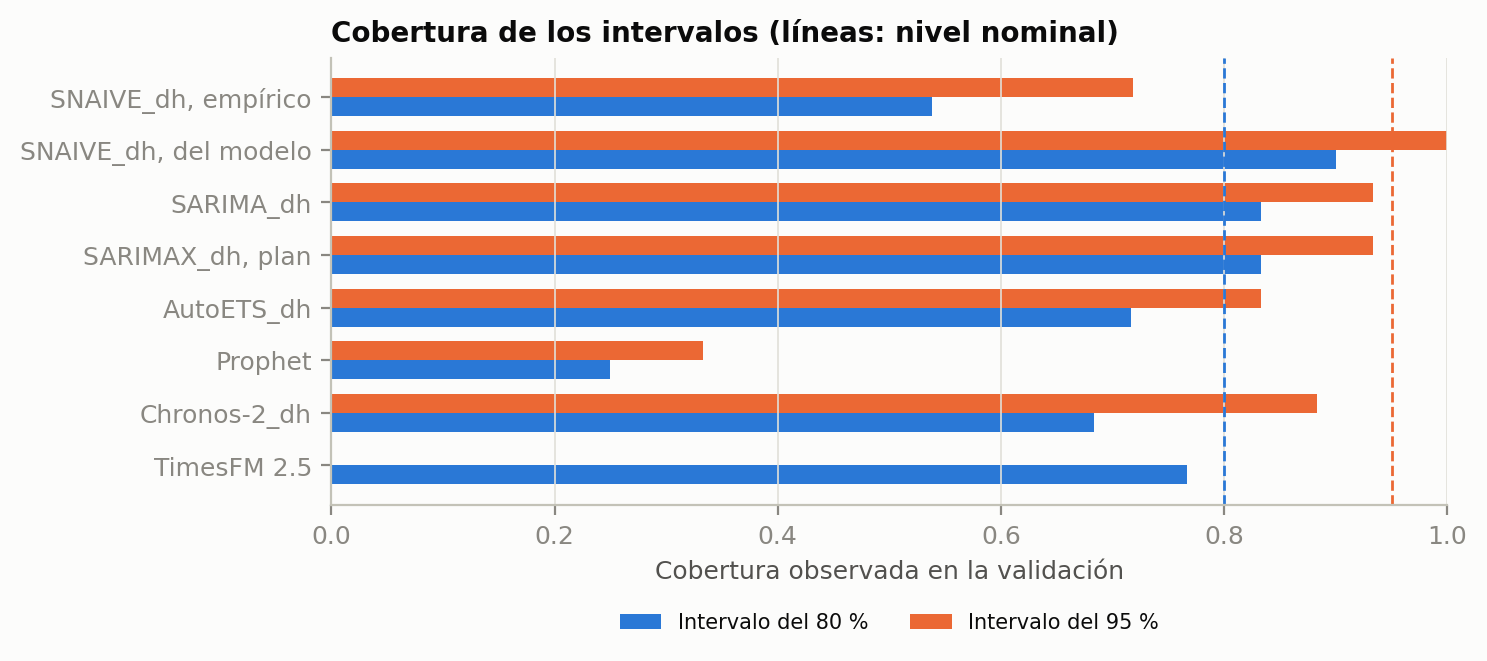 Cobertura de los intervalos (líneas: nivel nominal)
SNAIVE_dh, empírico
SNAIVE_dh, del modelo
SARIMA_dh
SARIMAX_dh, plan
AutoETS_dh
Prophet
Chronos-2_dh
TimesFM 2.5
0.0 0.2 0.4 0.6 0.8 1.0
Cobertura observada en la validación
Intervalo del 80 % Intervalo del 95 %